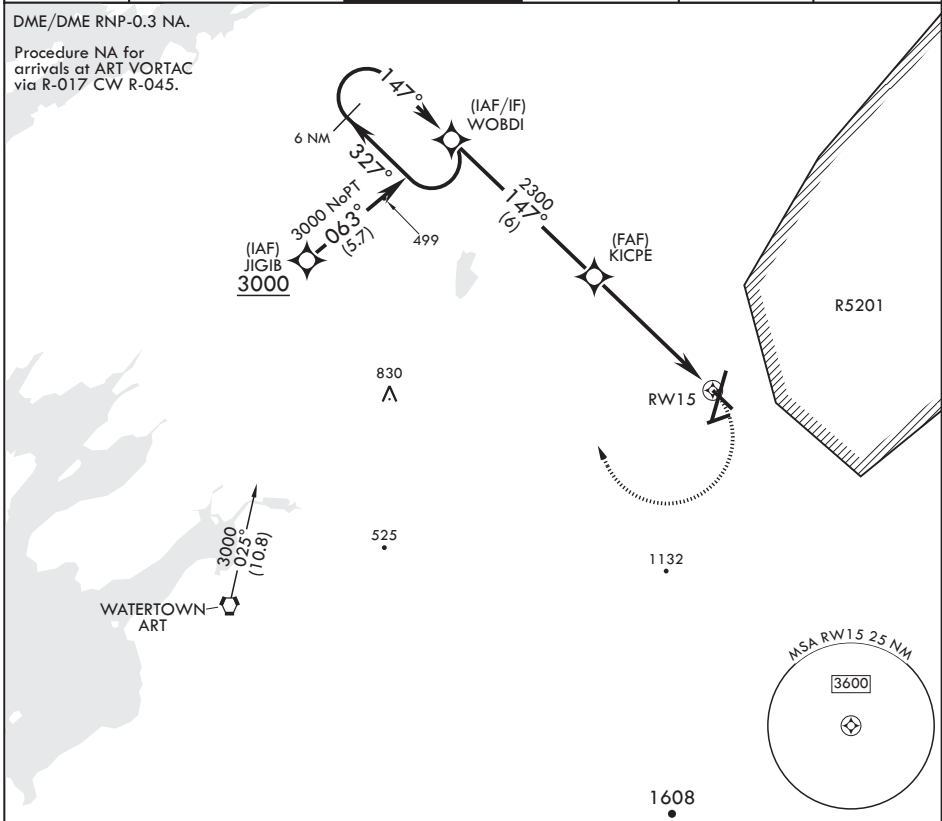 DME/DME RNP-0.3 NA.
Procedure NA for
arrivals at ART VORTAC
via R-017 CW R-045.
147°
(IAF/IF)
WOBDI
6 NM
327°
2300
147°
(6)
3000 NoPT
063°
(5.7)
499
(IAF)
JIGIB
3000
(FAF)
KICPE
R5201
830
RW15
3000
025°
(10.8)
525
1132
WATERTOWN
ART
MSA RW15 25 NM
3600
1608